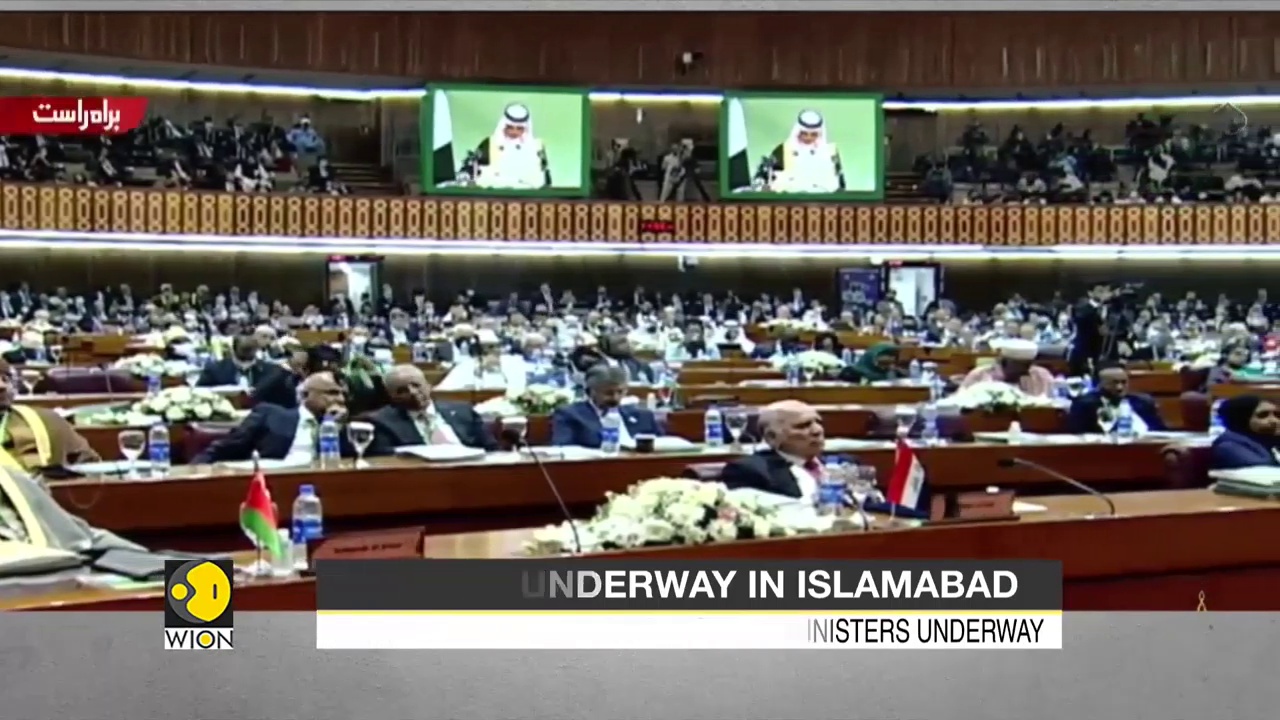 براہ راست
UNDERWAY IN ISLAMABAD
INISTERS UNDERWAY
WION